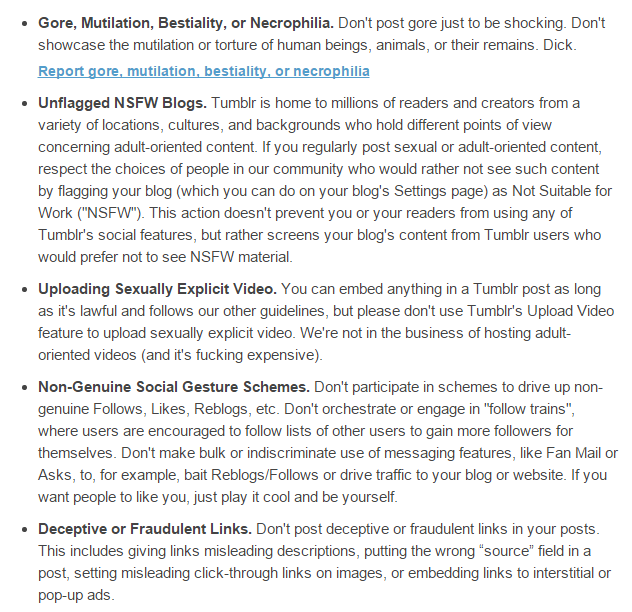 Gore, Mutilation, Bestiality, or Necrophilia. Don't post gore just to be shocking. Don't
showcase the mutilation or torture of human beings, animals, or their remains. Dick.
Report gore, mutilation, bestiality, or necrophilia
Unflagged NSFW Blogs. Tumblr is home to millions of readers and creators from a
variety of locations, cultures, and backgrounds who hold different points of view
concerning adult-oriented content. If you regularly post sexual or adult-oriented content,
respect the choices of people in our community who would rather not see such content
by flagging your blog (which you can do on your blog's Settings page) as Not Suitable for
Work ("NSFW"). This action doesn't prevent you or your readers from using any of
Tumblr's social features, but rather screens your blog's content from Tumblr users who
would prefer not to see NSFW material.
Uploading Sexually Explicit Video. You can embed anything in a Tumblr post as long
as it's lawful and follows our other guidelines, but please don't use Tumblr's Upload Video
feature to upload sexually explicit video. We're not in the business of hosting adult-
oriented videos (and it's fucking expensive).
Non-Genuine Social Gesture Schemes. Don't participate in schemes to drive up non-
genuine Follows, Likes, Reblogs, etc. Don't orchestrate or engage in "follow trains",
where users are encouraged to follow lists of other users to gain more followers for
themselves. Don't make bulk or indiscriminate use of messaging features, like Fan Mail or
Asks, to, for example, bait Reblogs/Follows or drive traffic to your blog or website. If you
want people to like you, just play it cool and be yourself.
Deceptive or Fraudulent Links. Don't post deceptive or fraudulent links in your posts.
This includes giving links misleading descriptions, putting the wrong “source” field in a
post, setting misleading click-through links on images, or embedding links to interstitial or
pop-up ads.